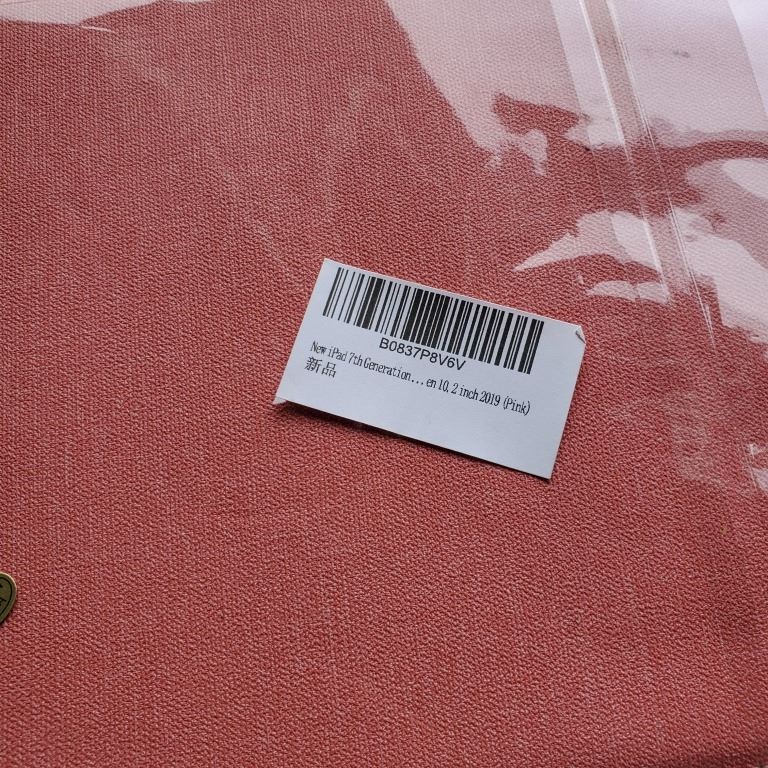 B0837P8V6V
New iPad 7th Generation... en 10, 2 inch 2019 (Pink)
新品